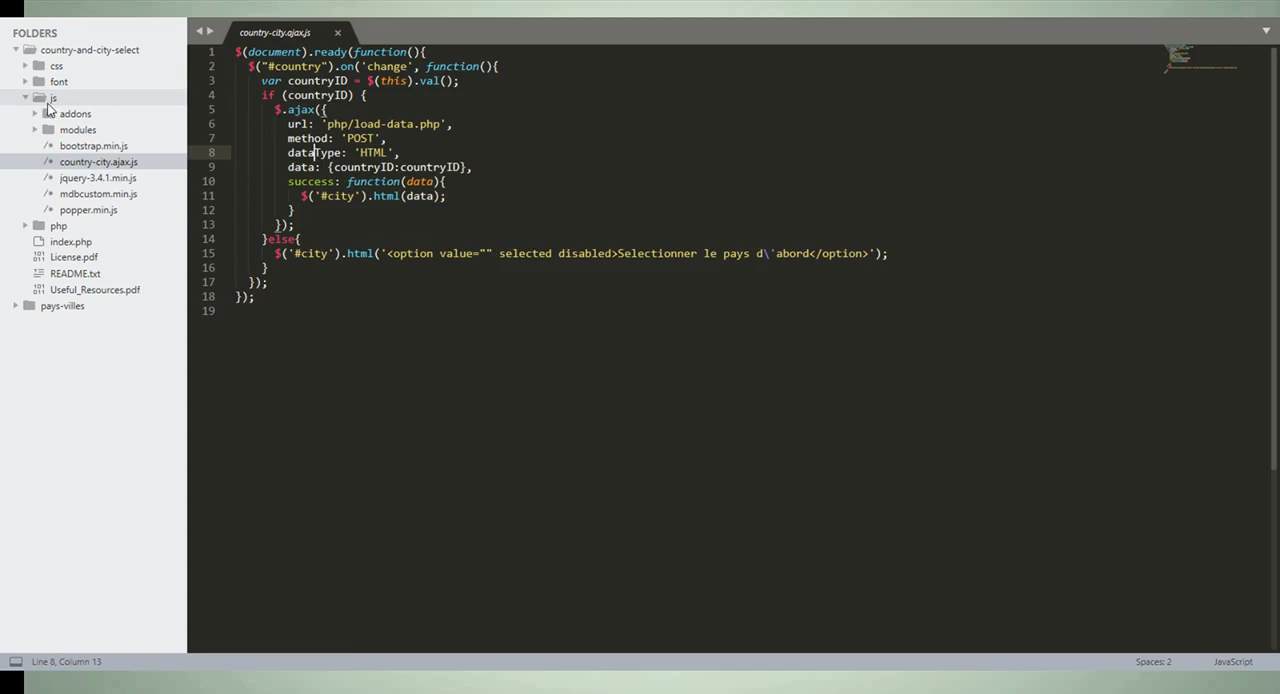 FOLDERS
country-and-city-select
css
font
js
addons
modules
/* bootstrap.min.js
/* country-city.ajax.js
/* jquery-3.4.1.min.js
/* mdbcustom.min.js
/* popper.min.js
php
index.php
License.pdf
README.txt
Useful_Resources.pdf
pays-villes
country-city.ajax.js ×
1 $(document).ready(function(){
2 $("#country").on('change', function(){
3 var countryID = $(this).val();
4 if (countryID) {
5 $.ajax({
6 url: 'php/load-data.php',
7 method: 'POST',
8 dataType: 'HTML',
9 data: {countryID:countryID},
10 success: function(data){
11 $('#city').html(data);
12 }
13 });
14 }else{
15 $('#city').html('<option value="" selected disabled>Selectionner le pays d\'abord</option>');
16 }
17 });
18 });
19
Line 8, Column 13
Spaces: 2
JavaScript